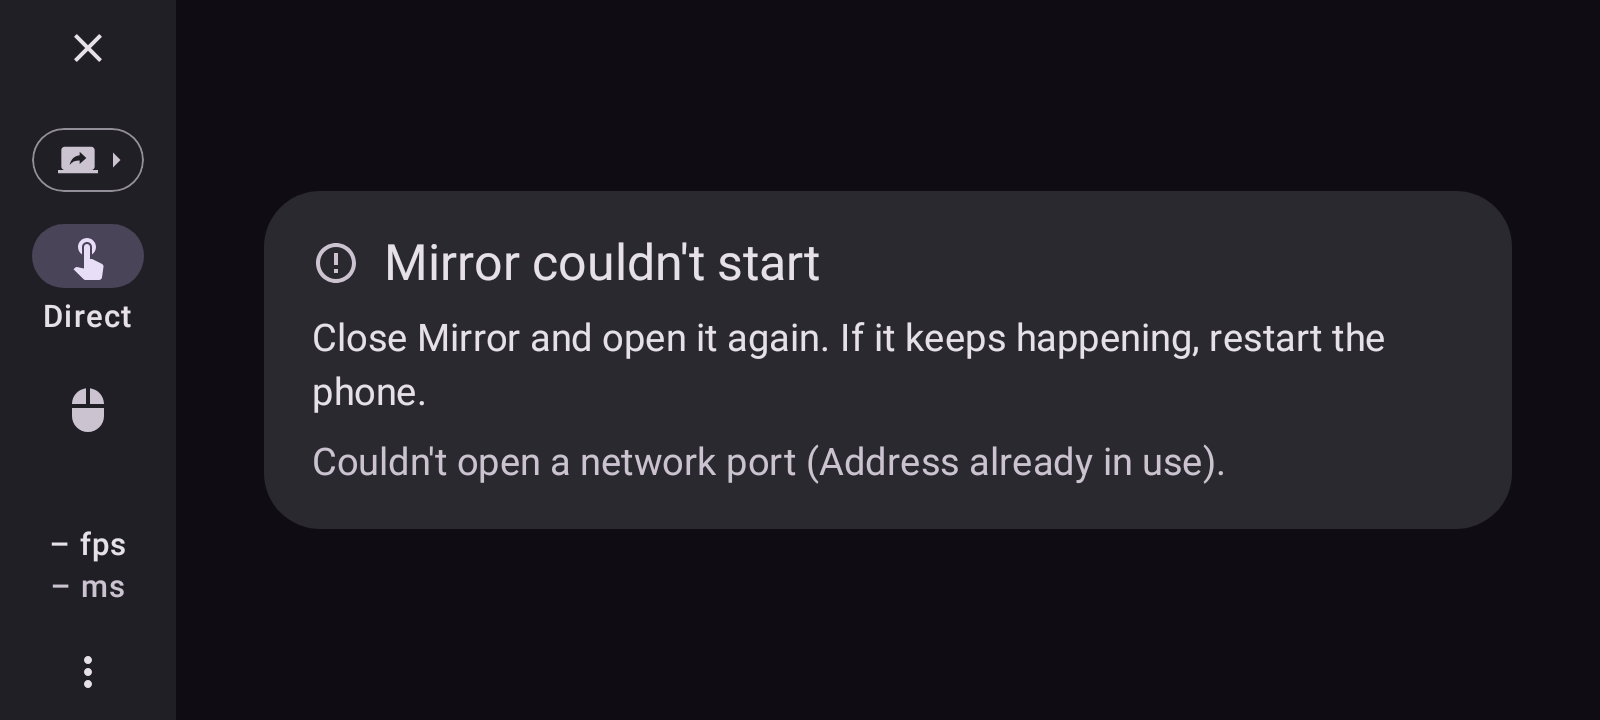 Direct
– fps
– ms
Mirror couldn't start
Close Mirror and open it again. If it keeps happening, restart the
phone.
Couldn't open a network port (Address already in use).